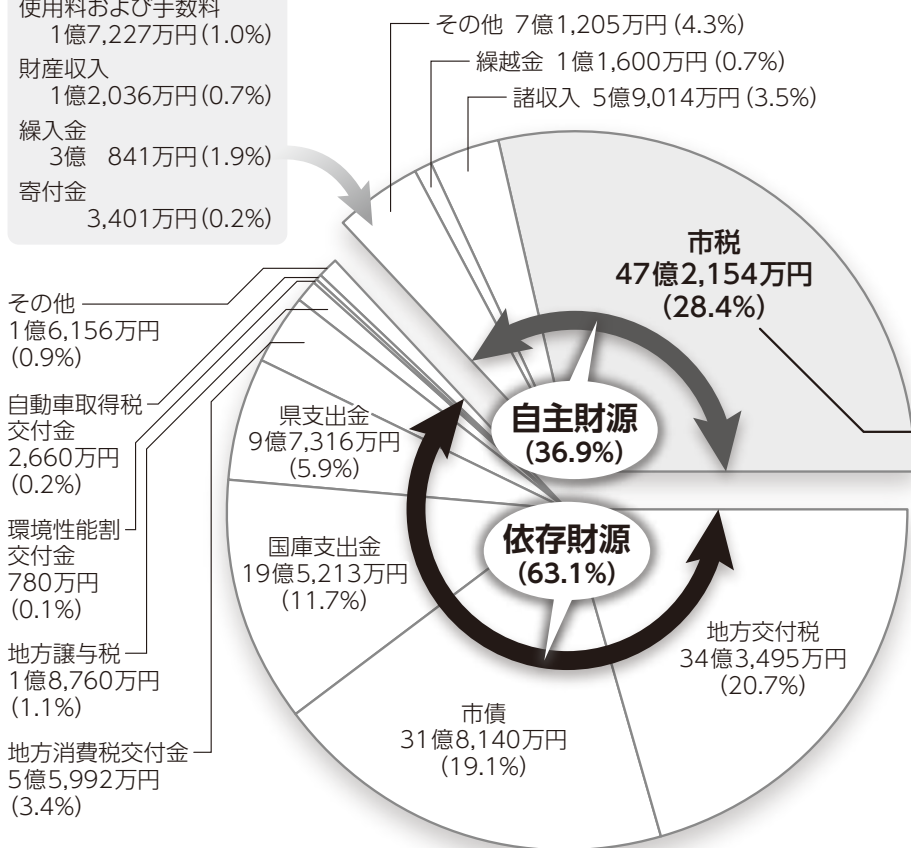 使用料および手数料
1億7,227万円(1.0%)
財産収入
1億2,036万円(0.7%)
繰入金
3億 841万円(1.9%)
寄付金
3,401万円(0.2%)
その他 7億1,205万円(4.3%)
繰越金 1億1,600万円(0.7%)
諸収入 5億9,014万円(3.5%)
市税
47億2,154万円
(28.4%)
自主財源
(36.9%)
依存財源
(63.1%)
その他
1億6,156万円
(0.9%)
自動車取得税
交付金
2,660万円
(0.2%)
環境性能割
交付金
780万円
(0.1%)
地方譲与税
1億8,760万円
(1.1%)
地方消費税交付金
5億5,992万円
(3.4%)
県支出金
9億7,316万円
(5.9%)
国庫支出金
19億5,213万円
(11.7%)
市債
31億8,140万円
(19.1%)
地方交付税
34億3,495万円
(20.7%)